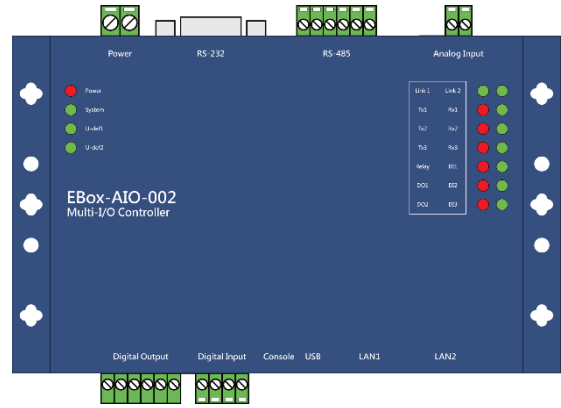 Power RS-232 RS-485 Analog Input
Power
System
U-def1
U-def2
Link 1 Link 2
Tx1 Rx1
Tx2 Rx2
Tx3 Rx3
Relay DI1
DO1 DI2
DO2 DI3
EBox-AIO-002
Multi-I/O Controller
Digital Output Digital Input Console USB LAN1 LAN2